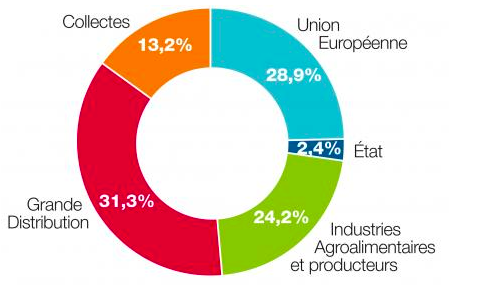 Collectes
13,2%
Union
Européenne
28,9%
2,4%
État
Grande
Distribution
31,3%
24,2%
Industries
Agroalimentaires
et producteurs